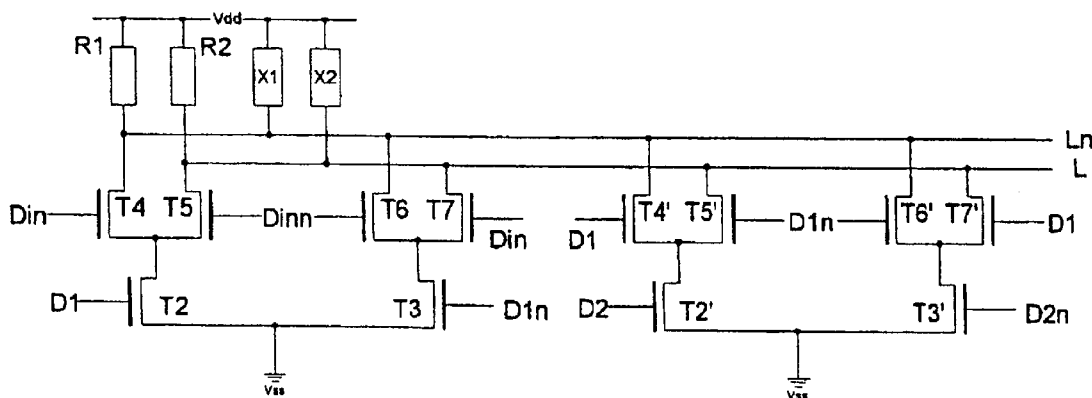 Vdd
R1 R2 X1 X2
Ln
L
Din T4 T5 Dinn T6 T7 Din D1 T4' T5' D1n T6' T7' D1
D1 T2 T3 D1n D2 T2' T3' D2n
Vss Vss